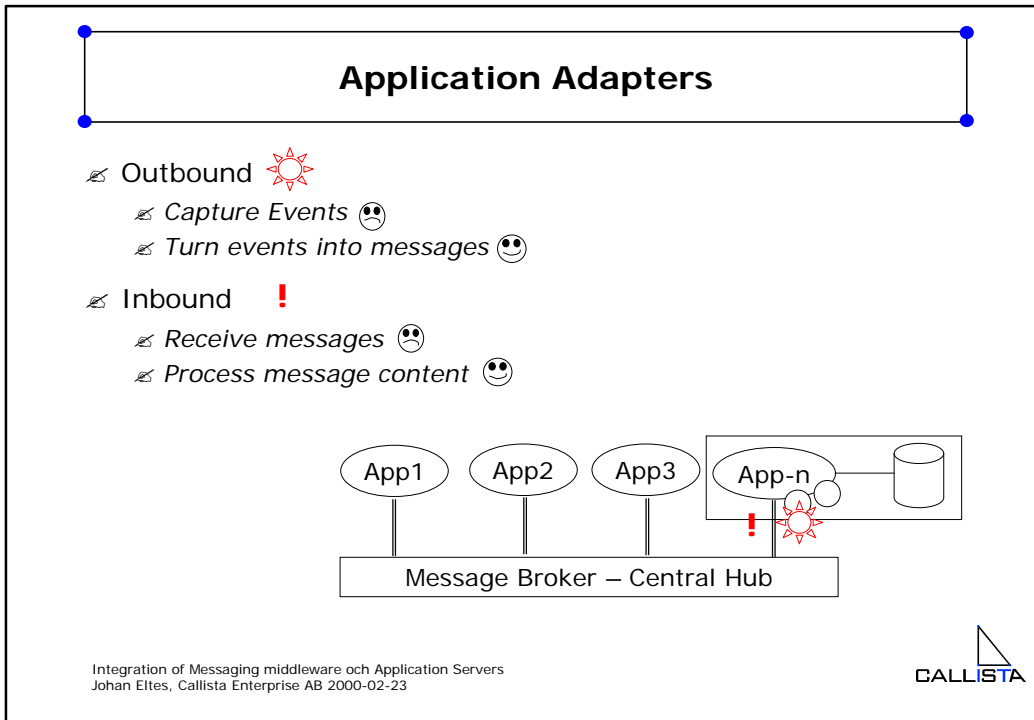 Application Adapters
Outbound
Capture Events
Turn events into messages
Inbound !
Receive messages
Process message content
App1 App2 App3 App-n
!
Message Broker – Central Hub
Integration of Messaging middleware och Application Servers
Johan Eltes, Callista Enterprise AB 2000-02-23
CALLISTA